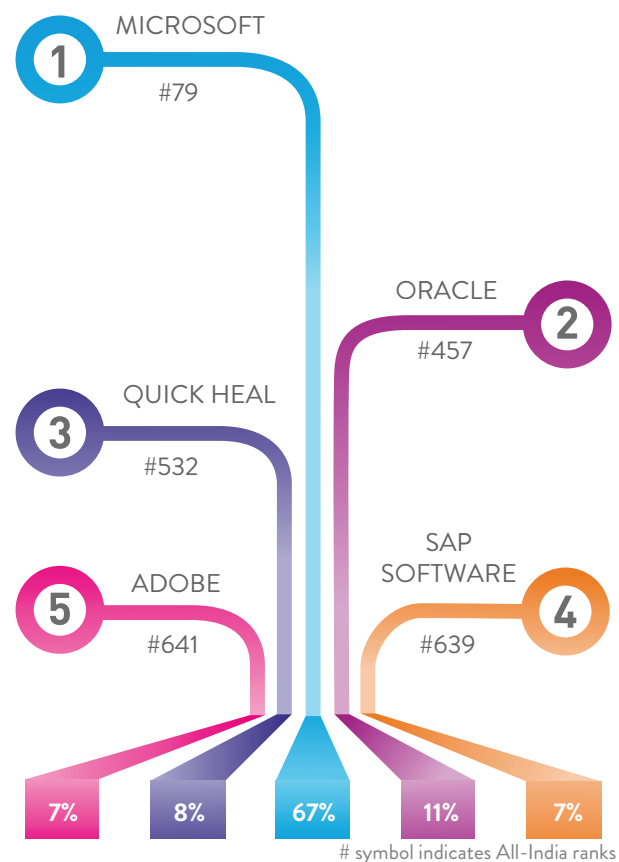 MICROSOFT
1
#79
ORACLE
2
#457
QUICK HEAL
3
#532
SAP
SOFTWARE
4
#639
ADOBE
5
#641
7%
8%
67%
11%
7%
# symbol indicates All-India ranks